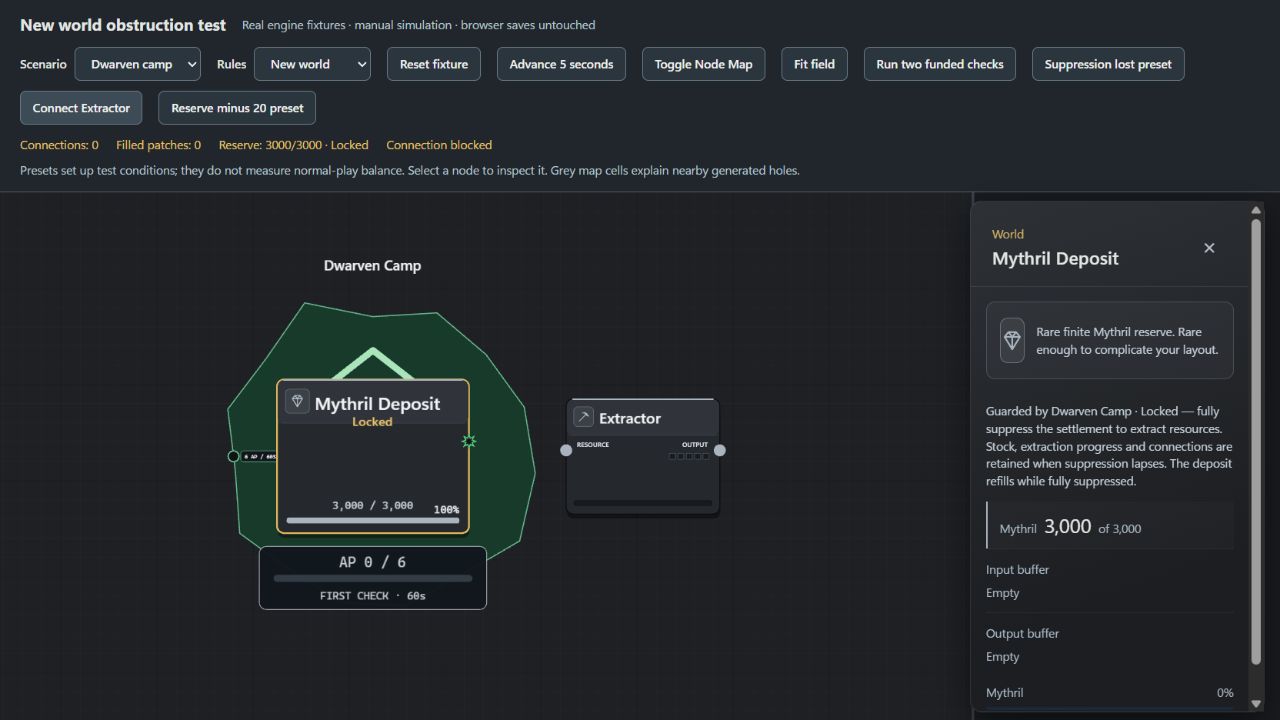 New world obstruction test Real engine fixtures · manual simulation · browser saves untouched
Scenario Dwarven camp Rules New world Reset fixture Advance 5 seconds Toggle Node Map Fit field Run two funded checks Suppression lost preset
Connect Extractor Reserve minus 20 preset
Connections: 0 Filled patches: 0 Reserve: 3000/3000 · Locked Connection blocked
Presets set up test conditions; they do not measure normal-play balance. Select a node to inspect it. Grey map cells explain nearby generated holes.
Dwarven Camp
Mythril Deposit
Locked
6 AP / 60s
3,000 / 3,000 100%
AP 0 / 6
FIRST CHECK · 60s
Extractor
RESOURCE OUTPUT
World
Mythril Deposit
Rare finite Mythril reserve. Rare
enough to complicate your layout.
Guarded by Dwarven Camp · Locked — fully
suppress the settlement to extract resources.
Stock, extraction progress and connections are
retained when suppression lapses. The deposit
refills while fully suppressed.
Mythril 3,000 of 3,000
Input buffer
Empty
Output buffer
Empty
Mythril 0%